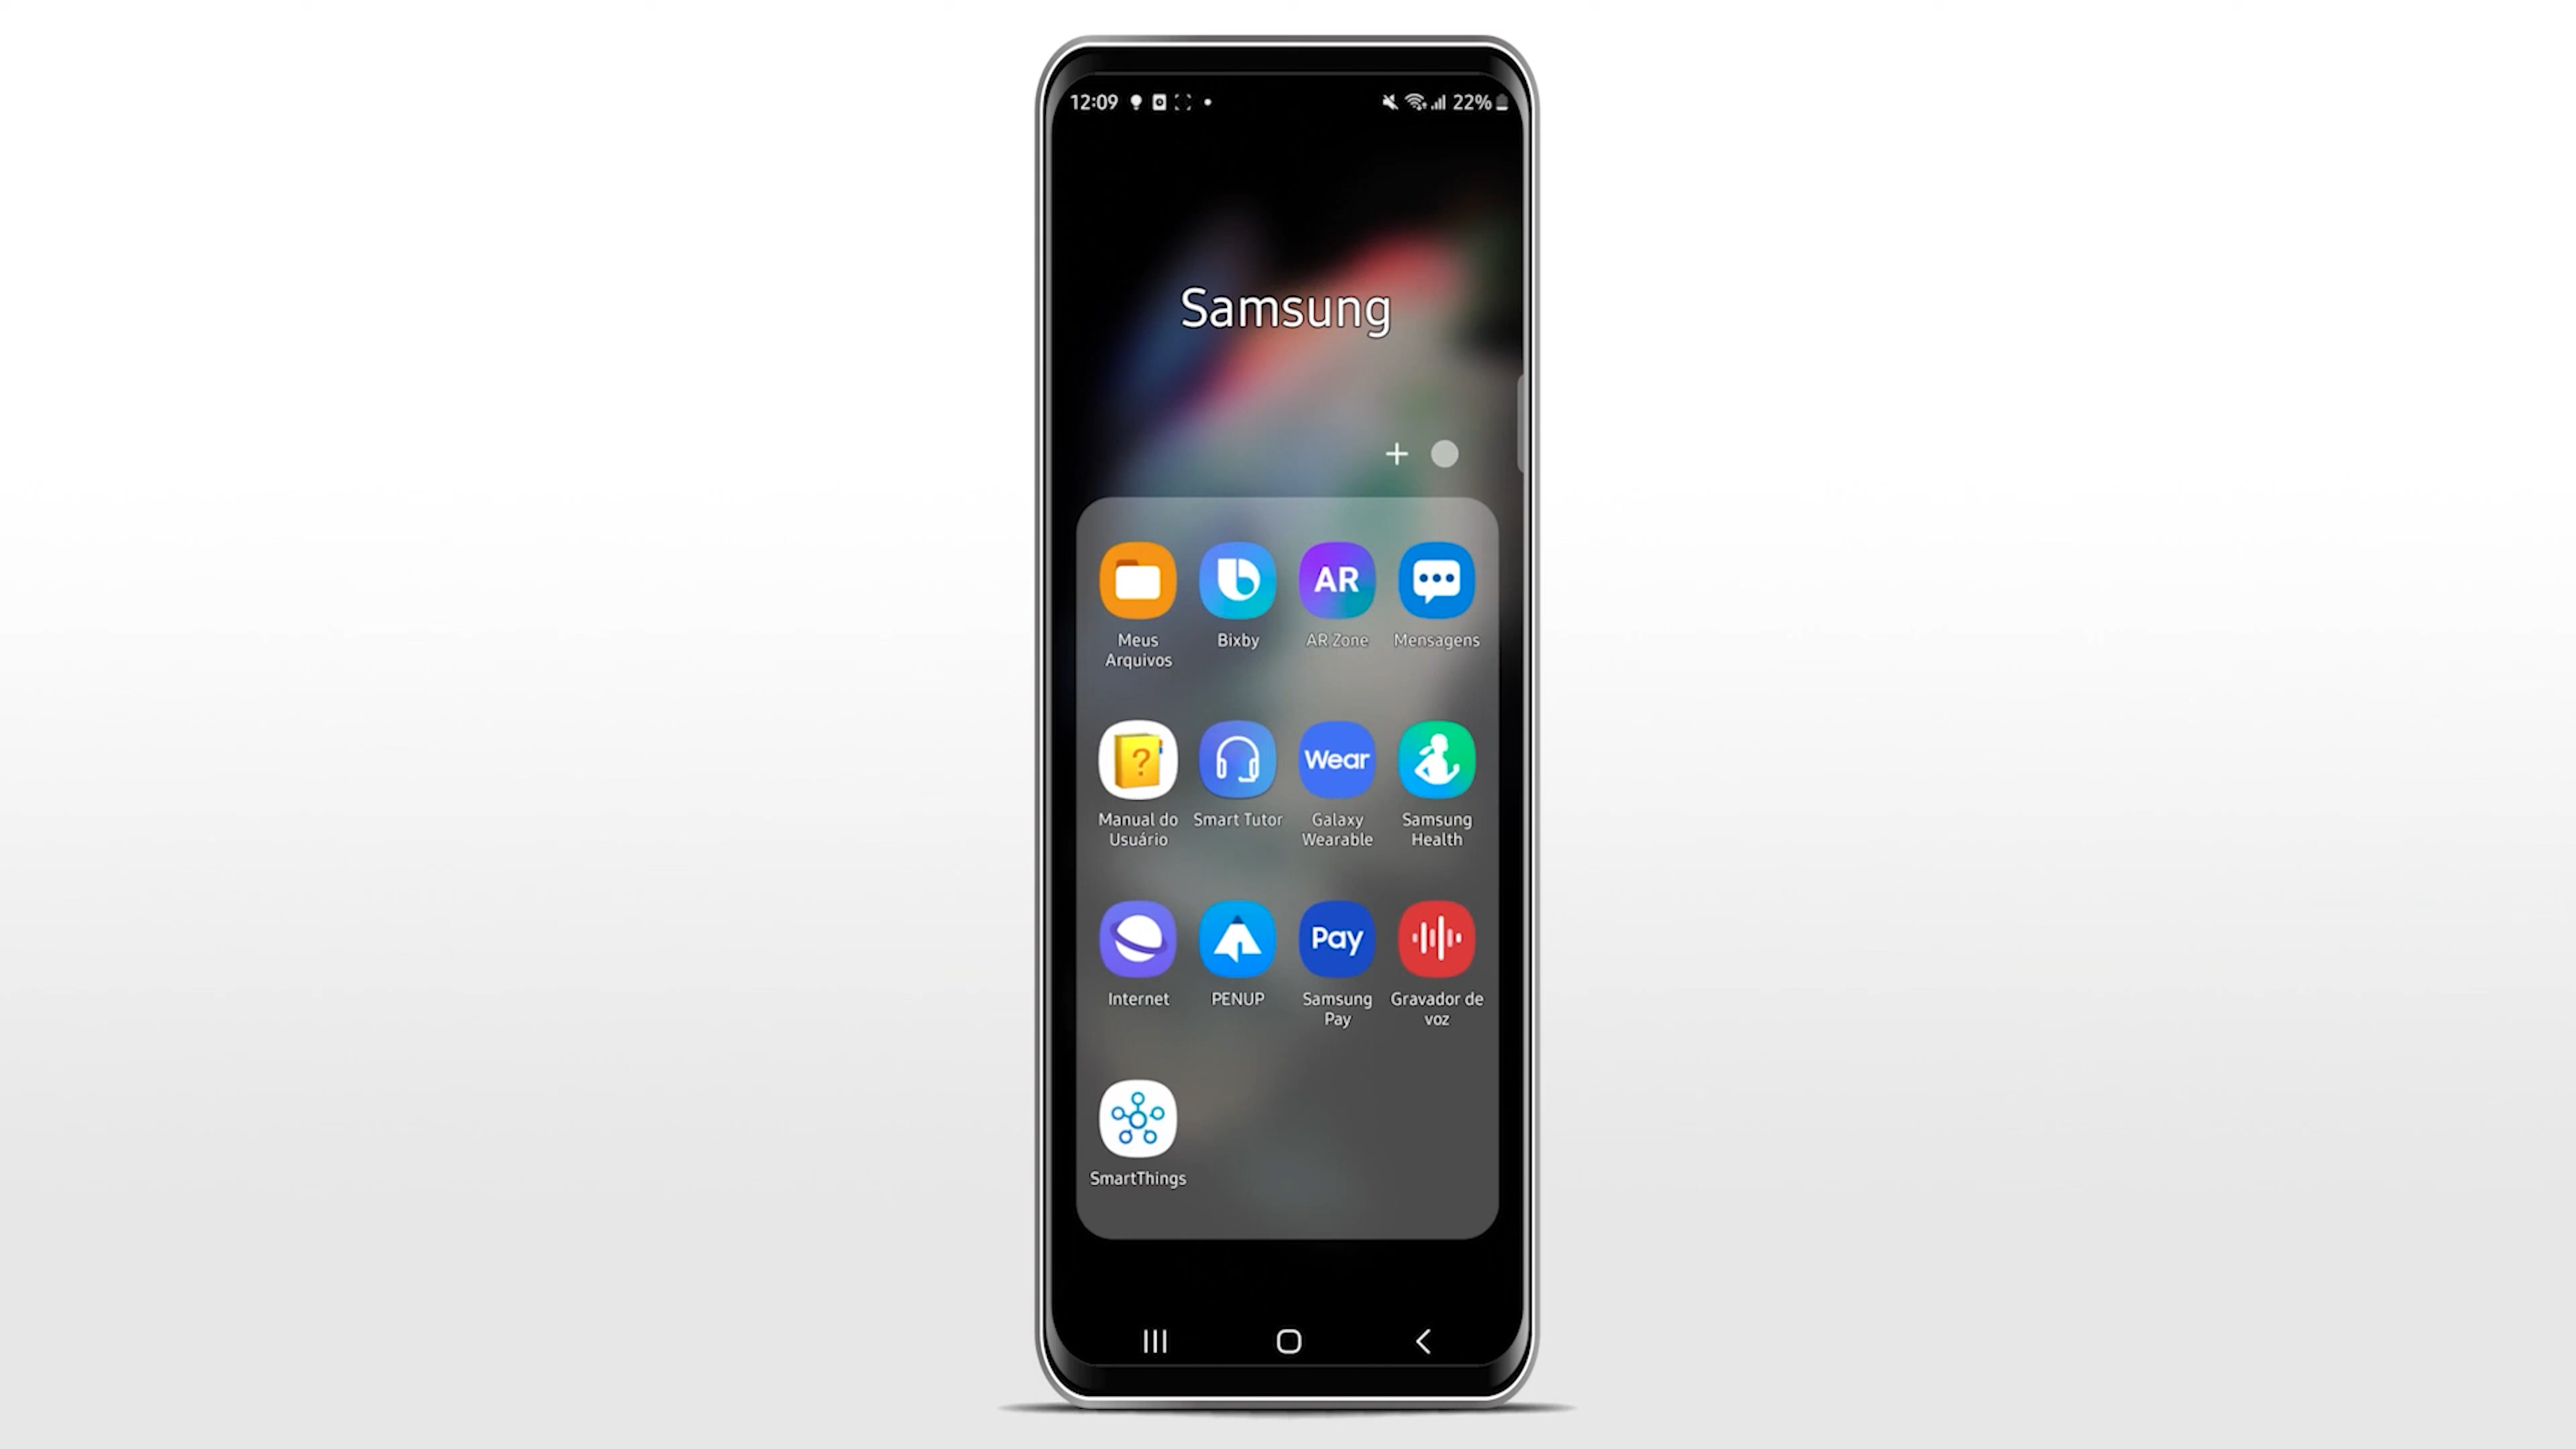 12:09 22%
Samsung
AR
Meus Bixby AR Zone Mensagens
Arquivos
? Wear
Manual do Smart Tutor Galaxy Samsung
Usuário Wearable Health
Pay
Internet PENUP Samsung Gravador de
Pay voz
SmartThings